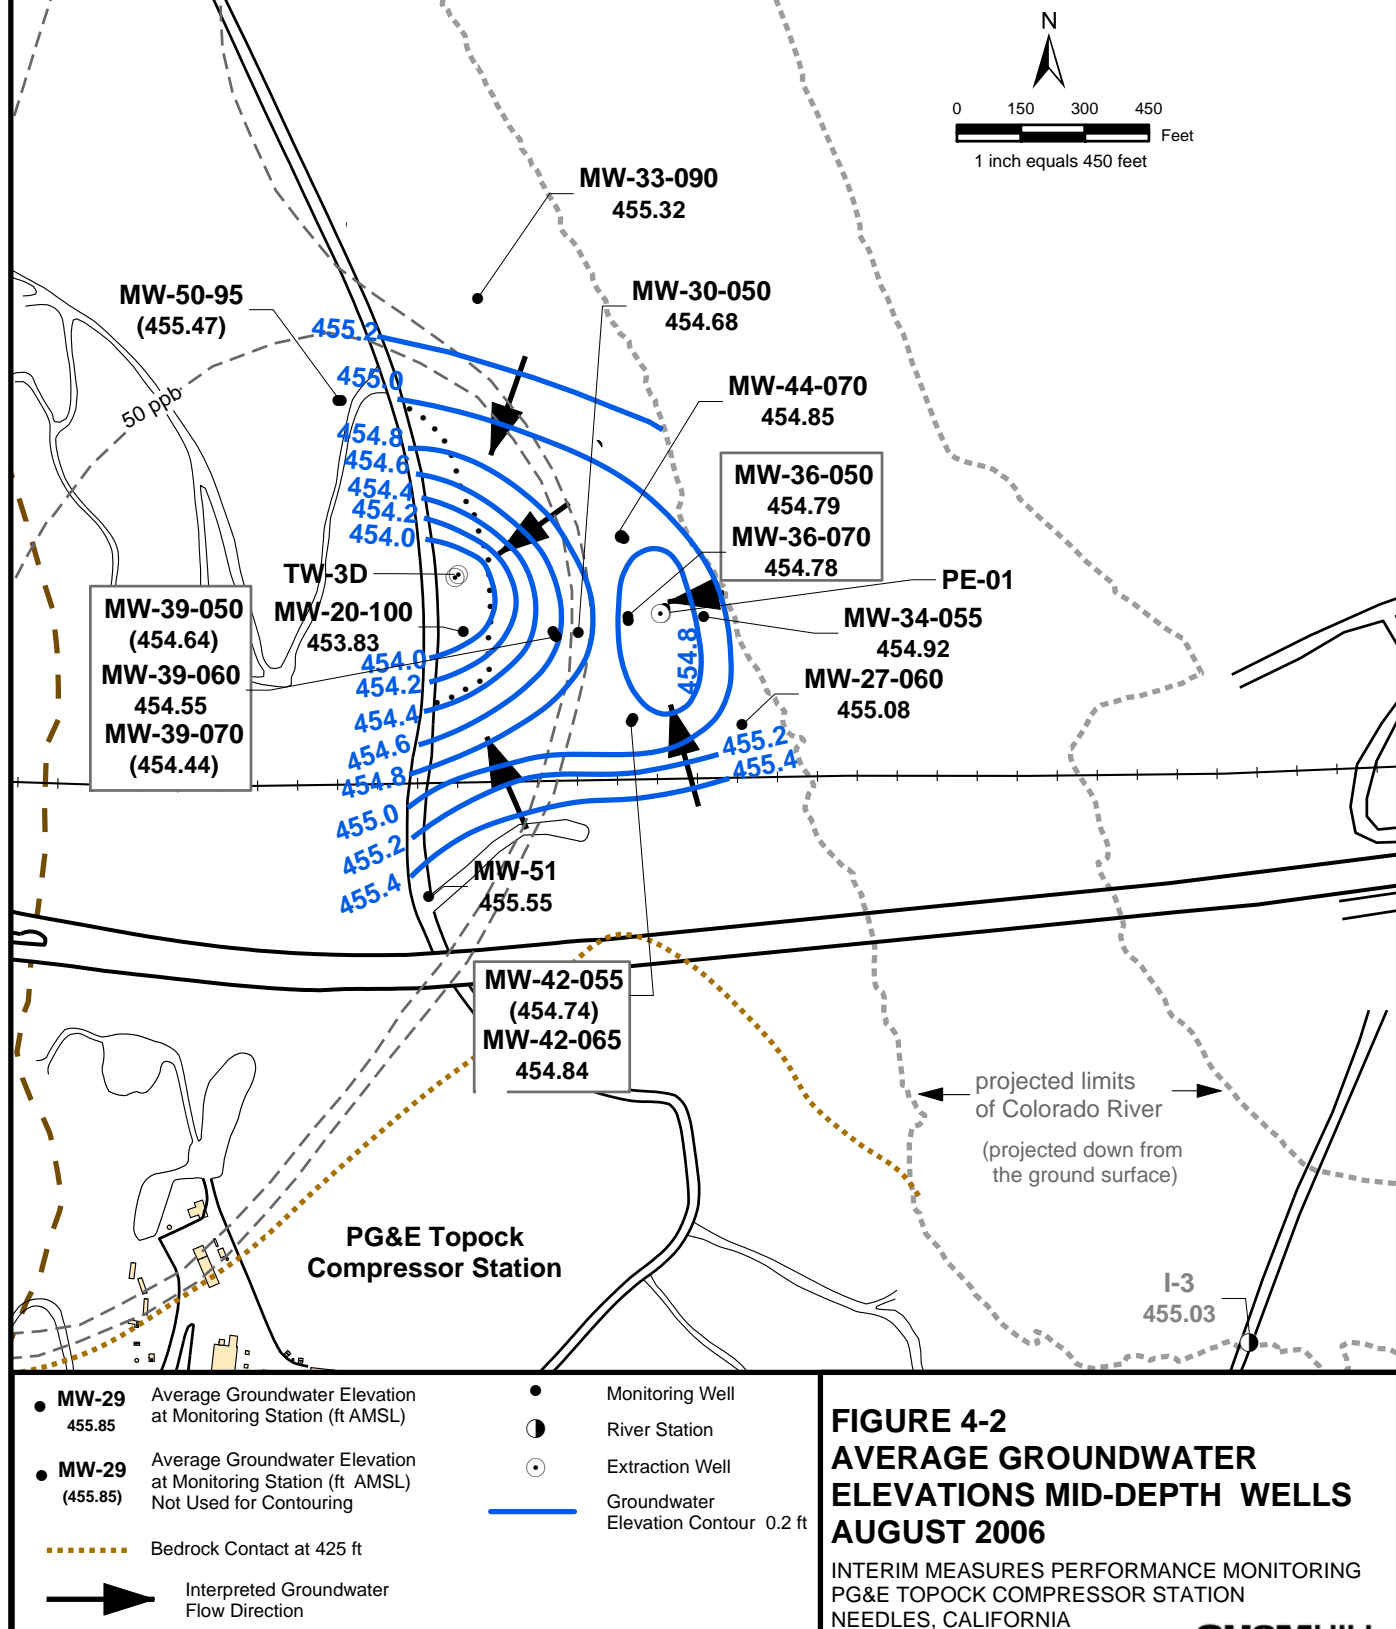 N
0 150 300 450
Feet
1 inch equals 450 feet
MW-33-090
455.32
MW-50-95
(455.47)
MW-30-050
454.68
455.2
455.0
50 ppb
MW-44-070
454.85
454.8
454.6
454.4
454.2
454.0
MW-36-050
454.79
MW-36-070
454.78
TW-3D
PE-01
MW-39-050
(454.64)
MW-39-060
454.55
MW-39-070
(454.44)
MW-20-100
453.83
MW-34-055
454.92
454.8
MW-27-060
455.08
454.0
454.2
454.4
454.6
454.8
455.0
455.2
455.4
455.2
455.4
MW-51
455.55
MW-42-055
(454.74)
MW-42-065
454.84
projected limits
of Colorado River
(projected down from
the ground surface)
PG&E Topock
Compressor Station
I-3
455.03
MW-29
455.85
Average Groundwater Elevation
at Monitoring Station (ft AMSL)
MW-29
(455.85)
Average Groundwater Elevation
at Monitoring Station (ft AMSL)
Not Used for Contouring
Bedrock Contact at 425 ft
Interpreted Groundwater
Flow Direction
Monitoring Well
River Station
Extraction Well
Groundwater
Elevation Contour 0.2 ft
FIGURE 4-2
AVERAGE GROUNDWATER
ELEVATIONS MID-DEPTH WELLS
AUGUST 2006
INTERIM MEASURES PERFORMANCE MONITORING
PG&E TOPOCK COMPRESSOR STATION
NEEDLES, CALIFORNIA